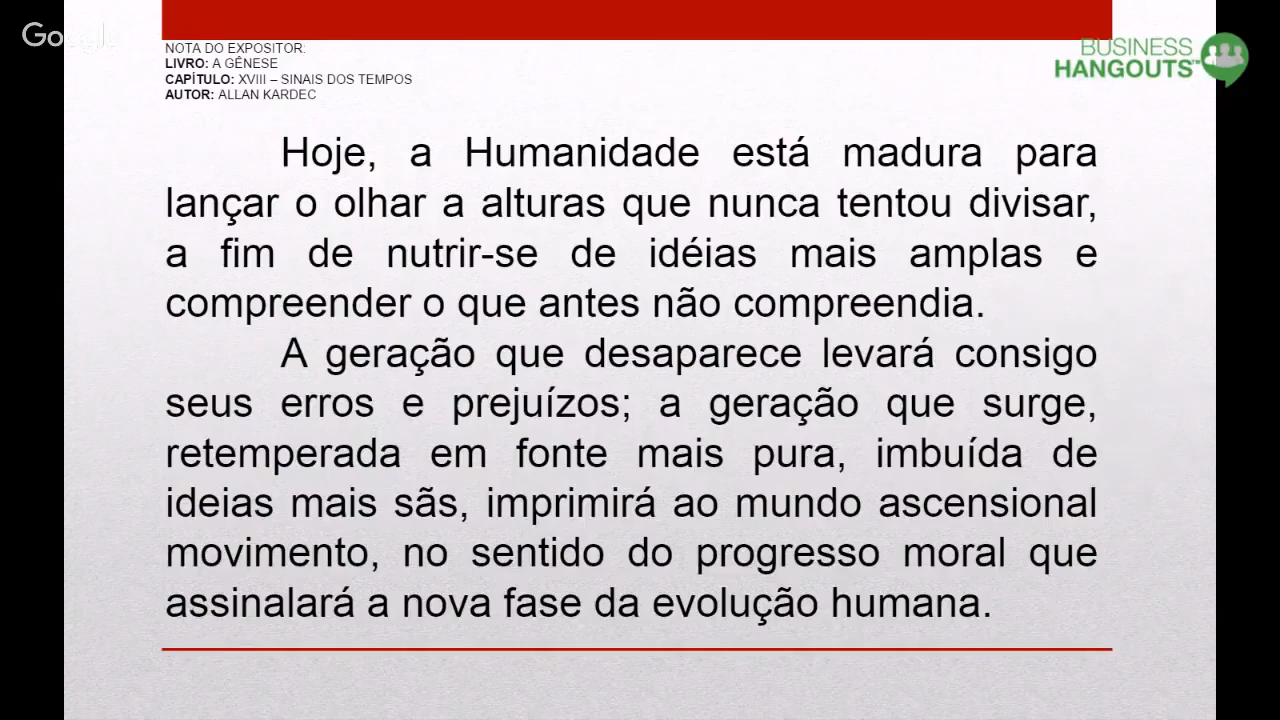 Google
NOTA DO EXPOSITOR:
LIVRO: A GÊNESE
CAPÍTULO: XVIII – SINAIS DOS TEMPOS
AUTOR: ALLAN KARDEC
BUSINESS
HANGOUTS™
Hoje, a Humanidade está madura para
lançar o olhar a alturas que nunca tentou divisar,
a fim de nutrir-se de idéias mais amplas e
compreender o que antes não compreendia.
A geração que desaparece levará consigo
seus erros e prejuízos; a geração que surge,
retemperada em fonte mais pura, imbuída de
ideias mais sãs, imprimirá ao mundo ascensional
movimento, no sentido do progresso moral que
assinalará a nova fase da evolução humana.